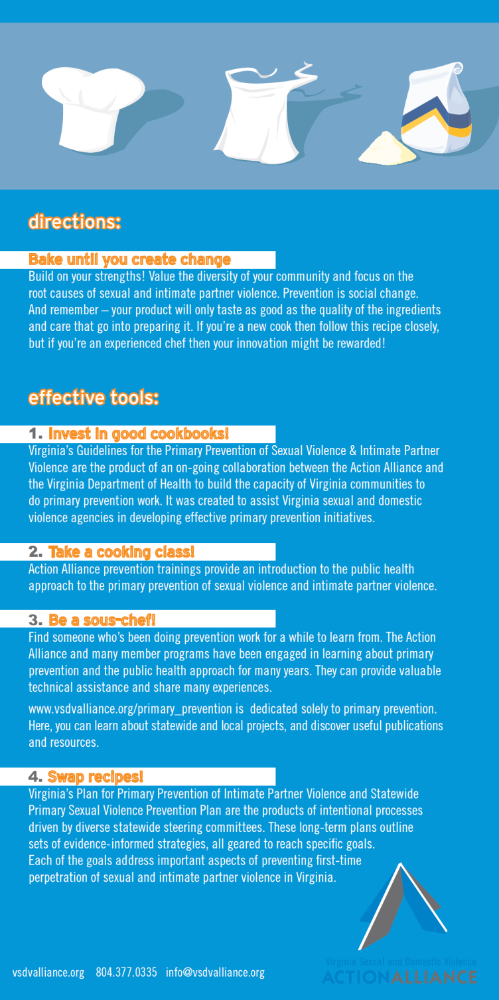 directions:
Bake until you create change
Build on your strengths! Value the diversity of your community and focus on the
root causes of sexual and intimate partner violence. Prevention is social change.
And remember – your product will only taste as good as the quality of the ingredients
and care that go into preparing it. If you're a new cook then follow this recipe closely,
but if you're an experienced chef then your innovation might be rewarded!
effective tools:
1. Invest in good cookbooks!
Virginia's Guidelines for the Primary Prevention of Sexual Violence & Intimate Partner
Violence are the product of an on-going collaboration between the Action Alliance and
the Virginia Department of Health to build the capacity of Virginia communities to
do primary prevention work. It was created to assist Virginia sexual and domestic
violence agencies in developing effective primary prevention initiatives.
2. Take a cooking class!
Action Alliance prevention trainings provide an introduction to the public health
approach to the primary prevention of sexual violence and intimate partner violence.
3. Be a sous-chef!
Find someone who's been doing prevention work for a while to learn from. The Action
Alliance and many member programs have been engaged in learning about primary
prevention and the public health approach for many years. They can provide valuable
technical assistance and share many experiences.
www.vsdvalliance.org/primary_prevention is dedicated solely to primary prevention.
Here, you can learn about statewide and local projects, and discover useful publications
and resources.
4. Swap recipes!
Virginia's Plan for Primary Prevention of Intimate Partner Violence and Statewide
Primary Sexual Violence Prevention Plan are the products of intentional processes
driven by diverse statewide steering committees. These long-term plans outline
sets of evidence-informed strategies, all geared to reach specific goals.
Each of the goals address important aspects of preventing first-time
perpetration of sexual and intimate partner violence in Virginia.
Virginia Sexual and Domestic Violence
ACTIONALLIANCE
vsdvalliance.org 804.377.0335 info@vsdvalliance.org